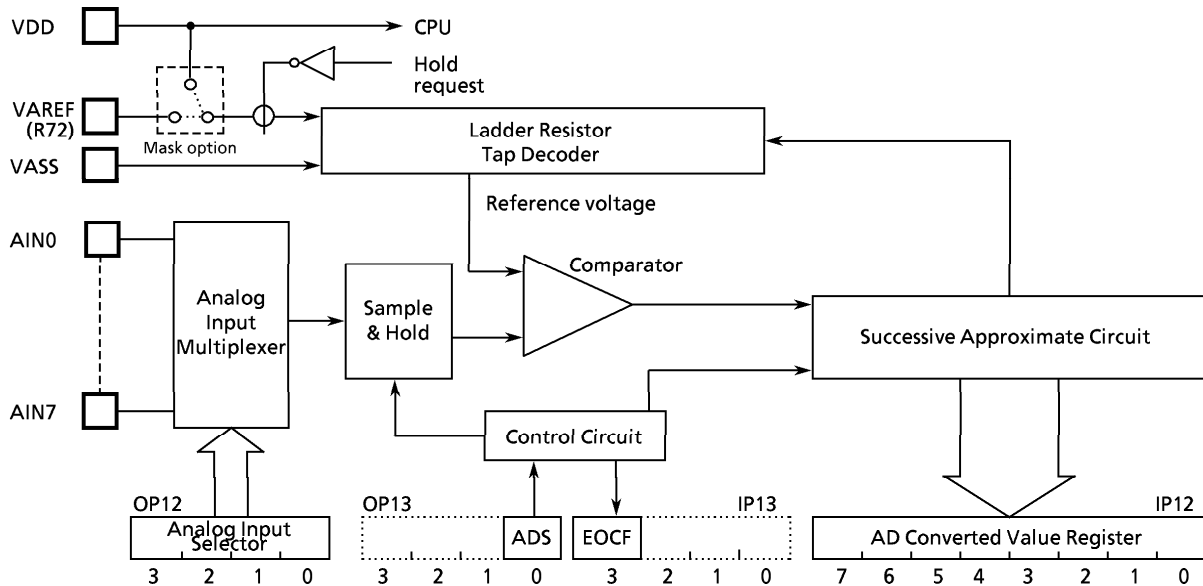 VDD
CPU
Hold
request
VAREF
(R72)
Mask option
VASS
Ladder Resistor
Tap Decoder
Reference voltage
AIN0
Analog
Input
Multiplexer
Sample
& Hold
Comparator
Successive Approximate Circuit
AIN7
Control Circuit
OP12
Analog Input
Selector
3 2 1 0
OP13
ADS
3 2 1 0
IP13
EOCF
3 2 1 0
IP12
AD Converted Value Register
7 6 5 4 3 2 1 0